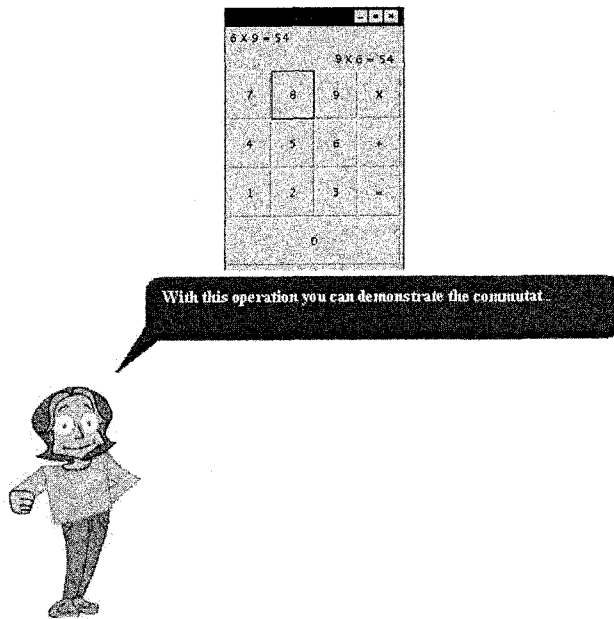 6 X 9 = 54
9 X 6 = 54
7 8 9 X
4 5 6 +
1 2 3 =
0
With this operation you can demonstrate the commutat...